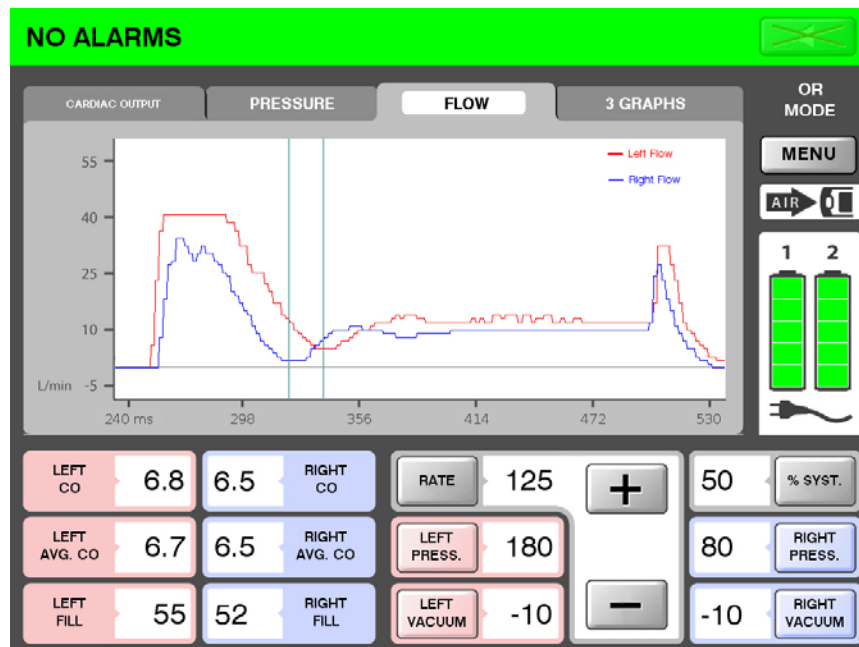 NO ALARMS
CARDIAC OUTPUT
PRESSURE
FLOW
3 GRAPHS
OR
MODE
MENU
AIR
1 2
Left Flow
Right Flow
55
40
25
10
L/min -5
240 ms 298 356 414 472 530
LEFT
CO
6.8
6.5
RIGHT
CO
RATE
125
+
50
% SYST.
LEFT
AVG. CO
6.7
6.5
RIGHT
AVG. CO
LEFT
PRESS.
180
80
RIGHT
PRESS.
LEFT
FILL
55
52
RIGHT
FILL
LEFT
VACUUM
-10
−
-10
RIGHT
VACUUM